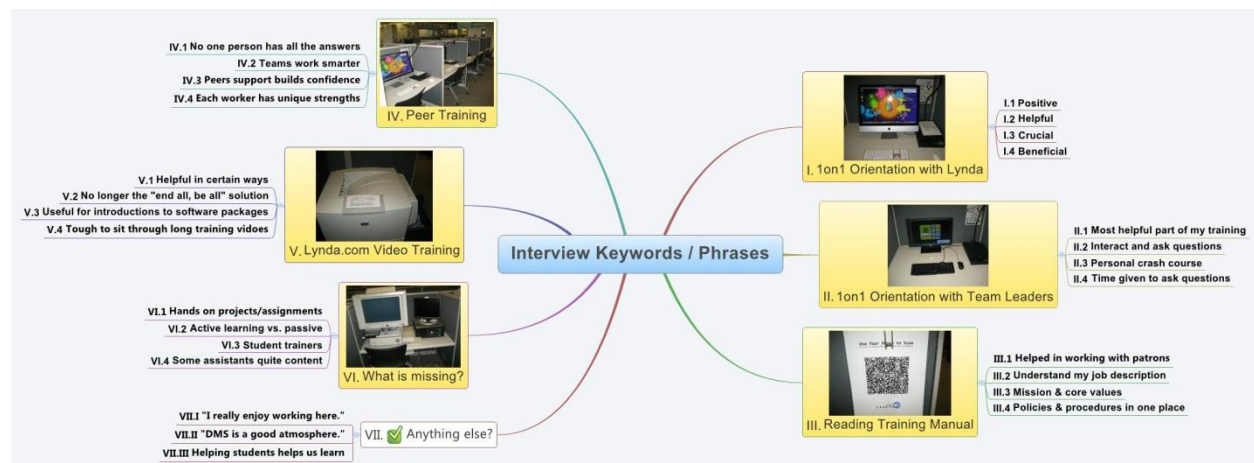 Interview Keywords / Phrases
I. 1on1 Orientation with Lynda
I.1 Positive
I.2 Helpful
I.3 Crucial
I.4 Beneficial
II. 1on1 Orientation with Team Leaders
II.1 Most helpful part of my training
II.2 Interact and ask questions
II.3 Personal crash course
II.4 Time given to ask questions
III. Reading Training Manual
III.1 Helped in working with patrons
III.2 Understand my job description
III.3 Mission & core values
III.4 Policies & procedures in one place
IV. Peer Training
IV.1 No one person has all the answers
IV.2 Teams work smarter
IV.3 Peers support builds confidence
IV.4 Each worker has unique strengths
V. Lynda.com Video Training
V.1 Helpful in certain ways
V.2 No longer the "end all, be all" solution
V.3 Useful for introductions to software packages
V.4 Tough to sit through long training vidoes
VI. What is missing?
VI.1 Hands on projects/assignments
VI.2 Active learning vs. passive
VI.3 Student trainers
VI.4 Some assistants quite content
VII. Anything else?
VII.I "I really enjoy working here."
VII.II "DMS is a good atmosphere."
VII.III Helping students helps us learn
Use Your Phone to Scan